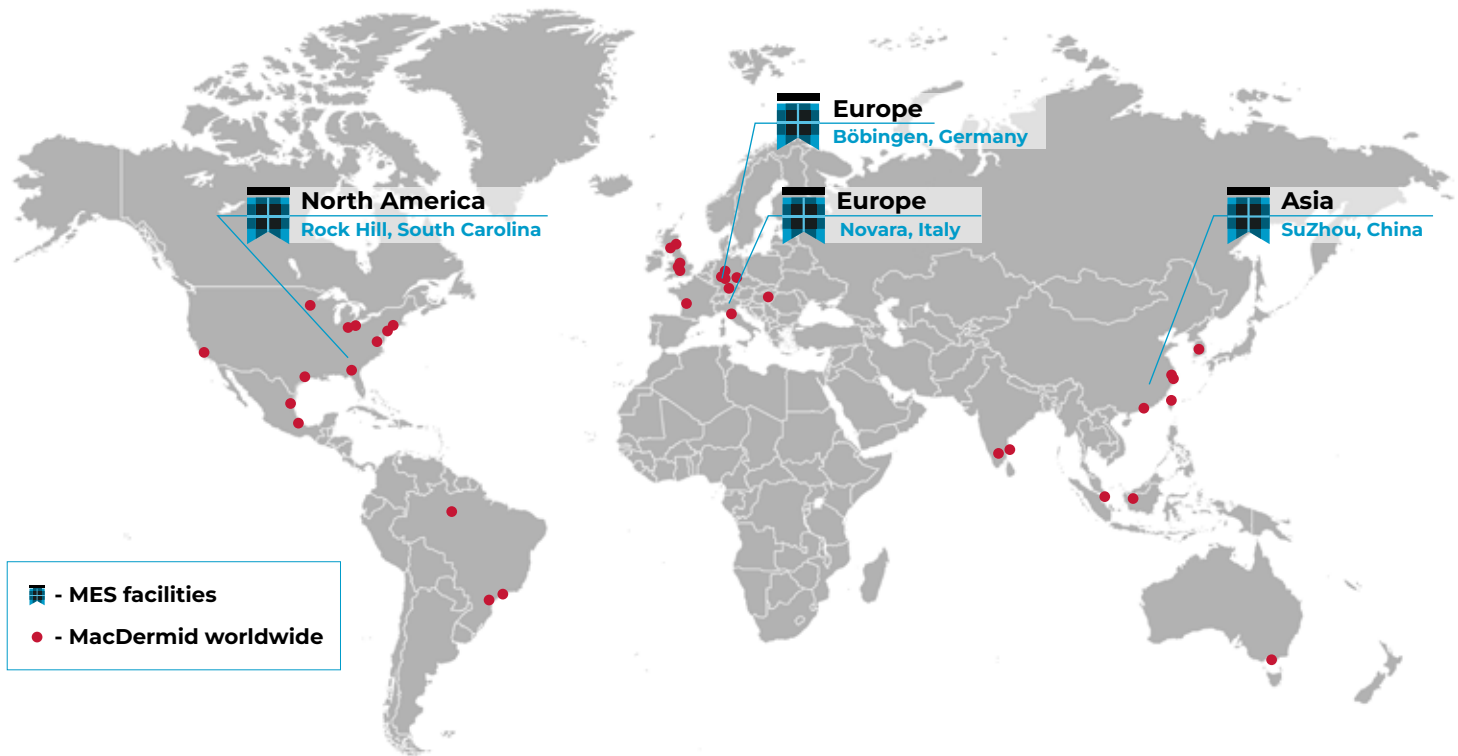 Europe
Böbingen, Germany
North America
Rock Hill, South Carolina
Europe
Novara, Italy
Asia
SuZhou, China
- MES facilities
- MacDermid worldwide